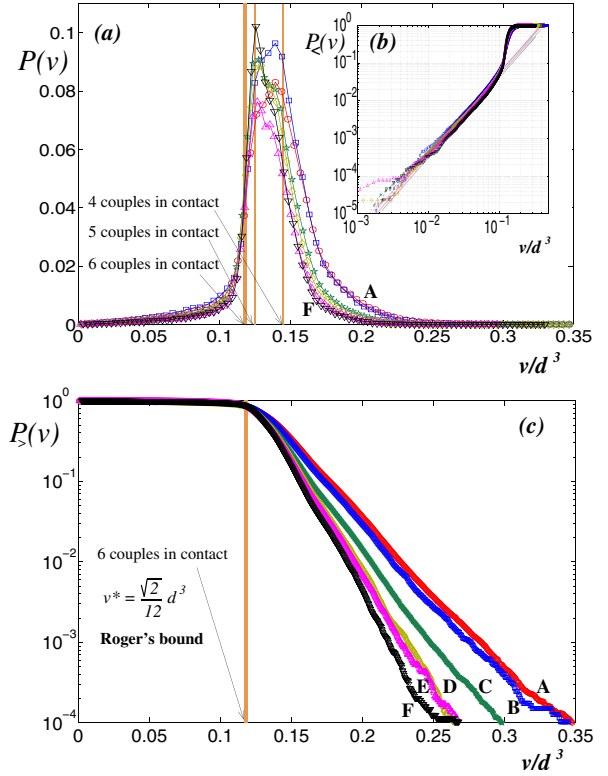 (a)
P(v)
0.1
0.08
0.06
0.04
0.02
0
4 couples in contact
5 couples in contact
6 couples in contact
A
F
0 0.05 0.1 0.15 0.2 0.25 0.3 0.35
v/d³
(b)
P<(v)
10⁰
10⁻¹
10⁻²
10⁻³
10⁻⁴
10⁻⁵
10⁻³ 10⁻² 10⁻¹
v/d³
(c)
P>(v)
10⁰
10⁻¹
10⁻²
10⁻³
10⁻⁴
6 couples in contact
v* = √2/12 d³
Roger's bound
F E D C B A
0 0.05 0.1 0.15 0.2 0.25 0.3 0.35
v/d³